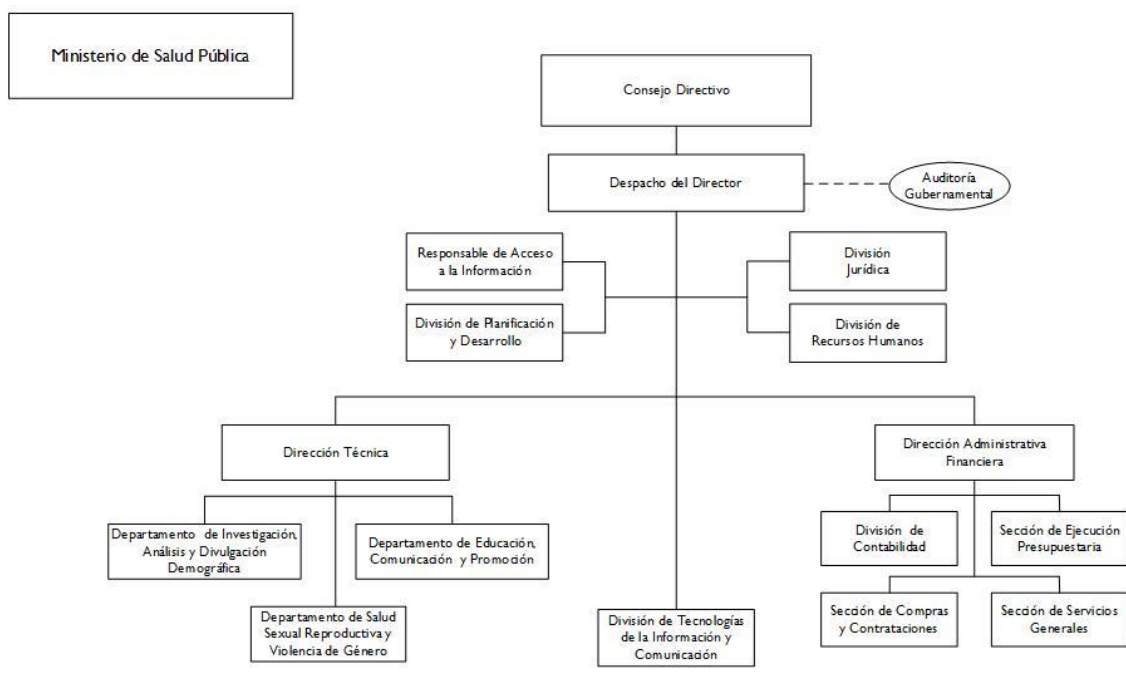 Ministerio de Salud Pública
Consejo Directivo
Despacho del Director
Auditoría
Gubernamental
Responsable de Acceso
a la Información
División
Jurídica
División de Planificación
y Desarrollo
División de
Recursos Humanos
Dirección Técnica
Dirección Administrativa
Financiera
Departamento de Investigación,
Análisis y Divulgación
Demográfica
Departamento de Educación,
Comunicación y Promoción
División de
Contabilidad
Sección de Ejecución
Presupuestaria
Departamento de Salud
Sexual Reproductiva y
Violencia de Género
División de Tecnologías
de la Información y
Comunicación
Sección de Compras
y Contrataciones
Sección de Servicios
Generales